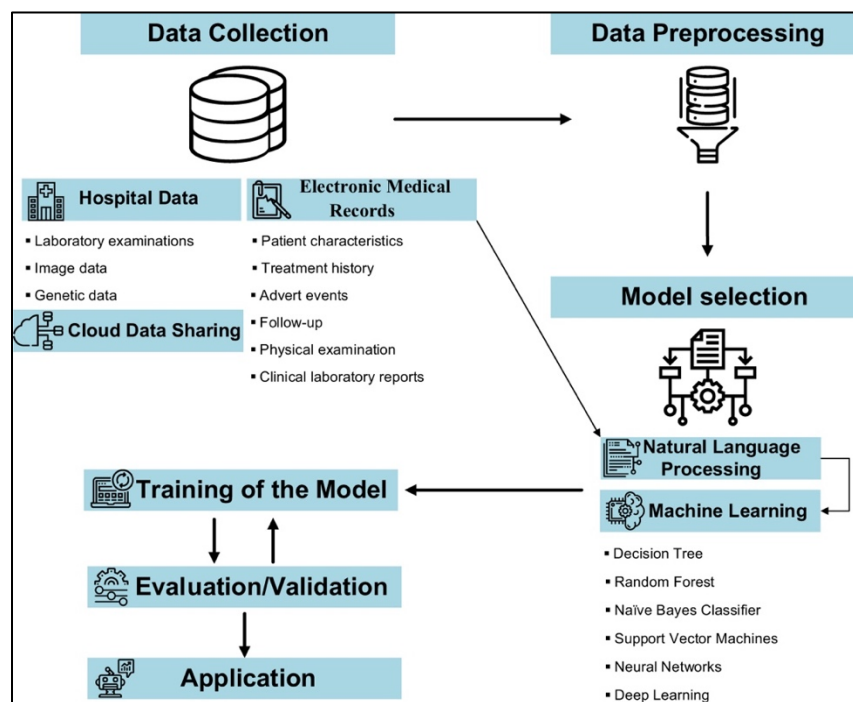 Data Collection
Data Preprocessing
Hospital Data
▪ Laboratory examinations
▪ Image data
▪ Genetic data
Cloud Data Sharing
Electronic Medical
Records
▪ Patient characteristics
▪ Treatment history
▪ Advert events
▪ Follow-up
▪ Physical examination
▪ Clinical laboratory reports
Model selection
Natural Language
Processing
Machine Learning
▪ Decision Tree
▪ Random Forest
▪ Naïve Bayes Classifier
▪ Support Vector Machines
▪ Neural Networks
▪ Deep Learning
Training of the Model
Evaluation/Validation
Application